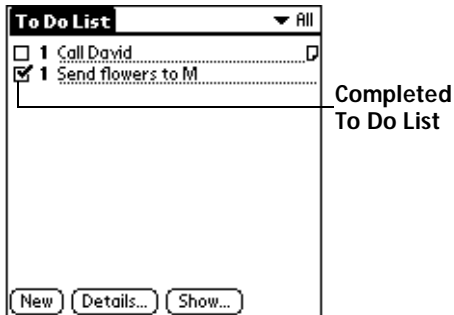 To Do List All
1 Call David
1 Send flowers to M
Completed
To Do List
New Details... Show...